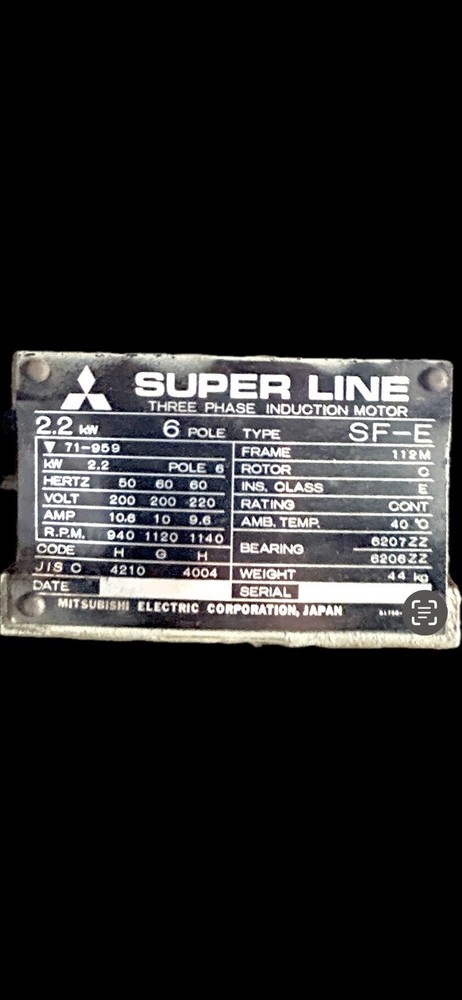 SUPER LINE
THREE PHASE INDUCTION MOTOR
2.2 kW 6 POLE TYPE SF-E
▼ 71-959
kW 2.2 POLE 6
HERTZ 50 60 60
VOLT 200 200 220
AMP 10.6 10 9.6
R.P.M. 940 1120 1140
CODE H G H
JIS C 4210 4004
DATE
FRAME 112M
ROTOR C
INS. CLASS E
RATING CONT
AMB. TEMP. 40 °C
BEARING 6207ZZ
6206ZZ
WEIGHT 44 kg
SERIAL
MITSUBISHI ELECTRIC CORPORATION, JAPAN